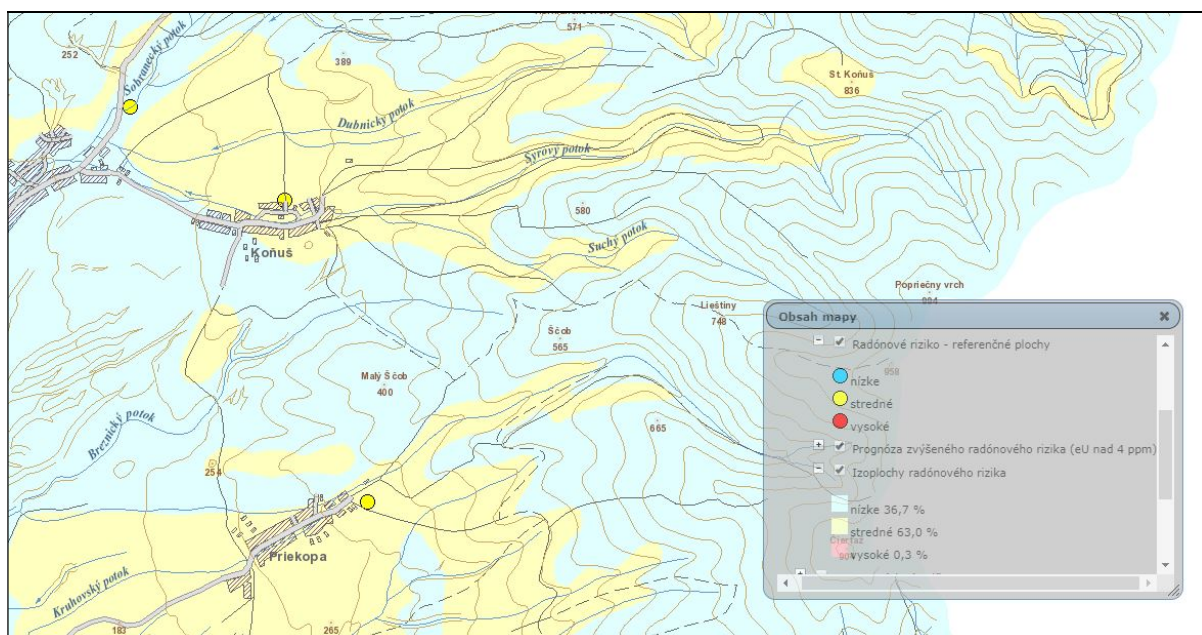 571
252
389
Sobranecký potok
St. Koňuš
836
Dubnický potok
Syrový potok
580
Koňuš
Suchý potok
Popriečny vrch
Lieštiny
748
Ščob
565
Malý Ščob
400
Breznický potok
665
254
Priekopa
Kruhovský potok
183
265
Obsah mapy
Radónové riziko - referenčné plochy
nízke
stredné
vysoké
Prognóza zvýšeného radónového rizika (eU nad 4 ppm)
Izoplochy radónového rizika
nízke 36,7 %
stredné 63,0 %
vysoké 0,3 %